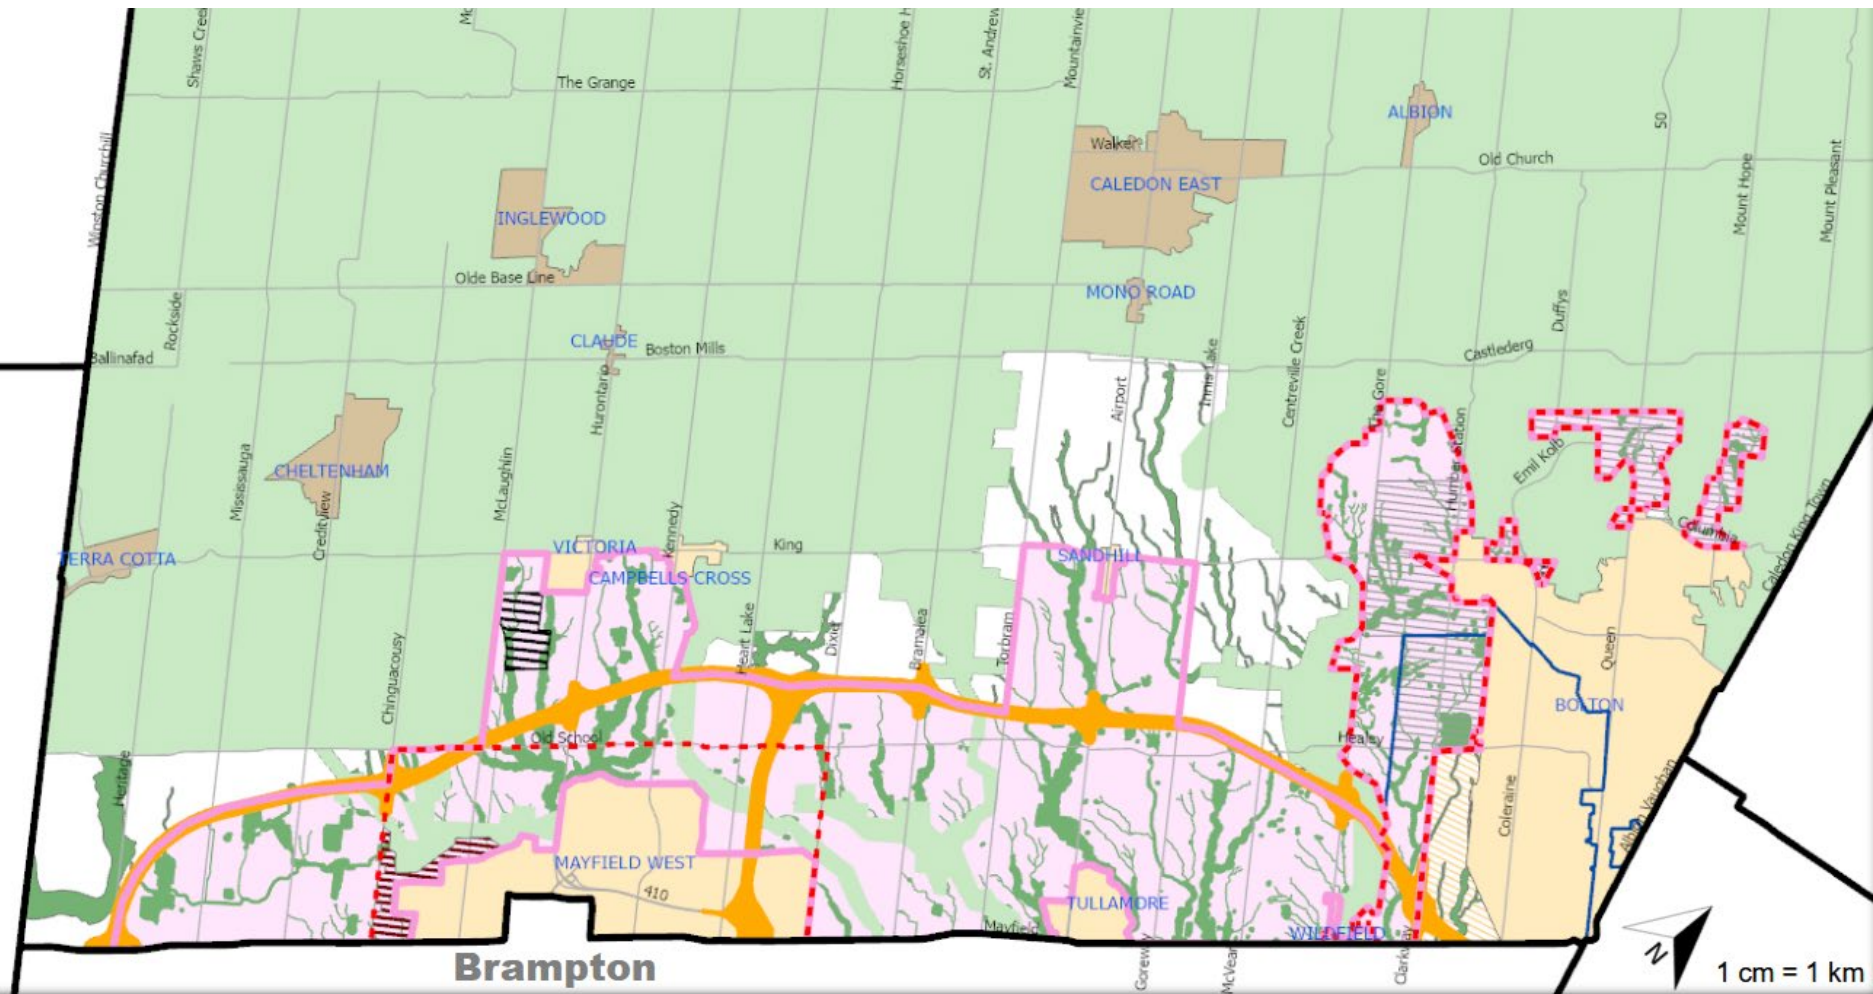 Shaws Creek
Horseshoe H
St. Andrew
Mountainvie
The Grange
ALBION
50
Walker
Old Church
Winston Churchill
CALEDON EAST
Mount Hope
Mount Pleasant
INGLEWOOD
Olde Base Line
MONO ROAD
Rockside
Duffys
CLAUDE
Boston Mills
Ballinafad
Castlederg
Centreville Creek
Innis Lake
Hurontario
Airport
The Gore
Humber Station
CHELTENHAM
Mississauga
McLaughlin
Creditview
Kennedy
Emil Kolb
Columbia
Caledon King Town
TERRA COTTA
VICTORIA
King
SANDHILL
CAMPBELLS CROSS
Heart Lake
Dixie
Bramalea
Torbram
Queen
Chinguacousy
BOLTON
Old School
Healey
Heritage
Coleraine
Albion Vaughan
MAYFIELD WEST
410
TULLAMORE
Mayfield
WILDFIELD
Brampton
Gorewa
McVean
Clarkway
N
1 cm = 1 km